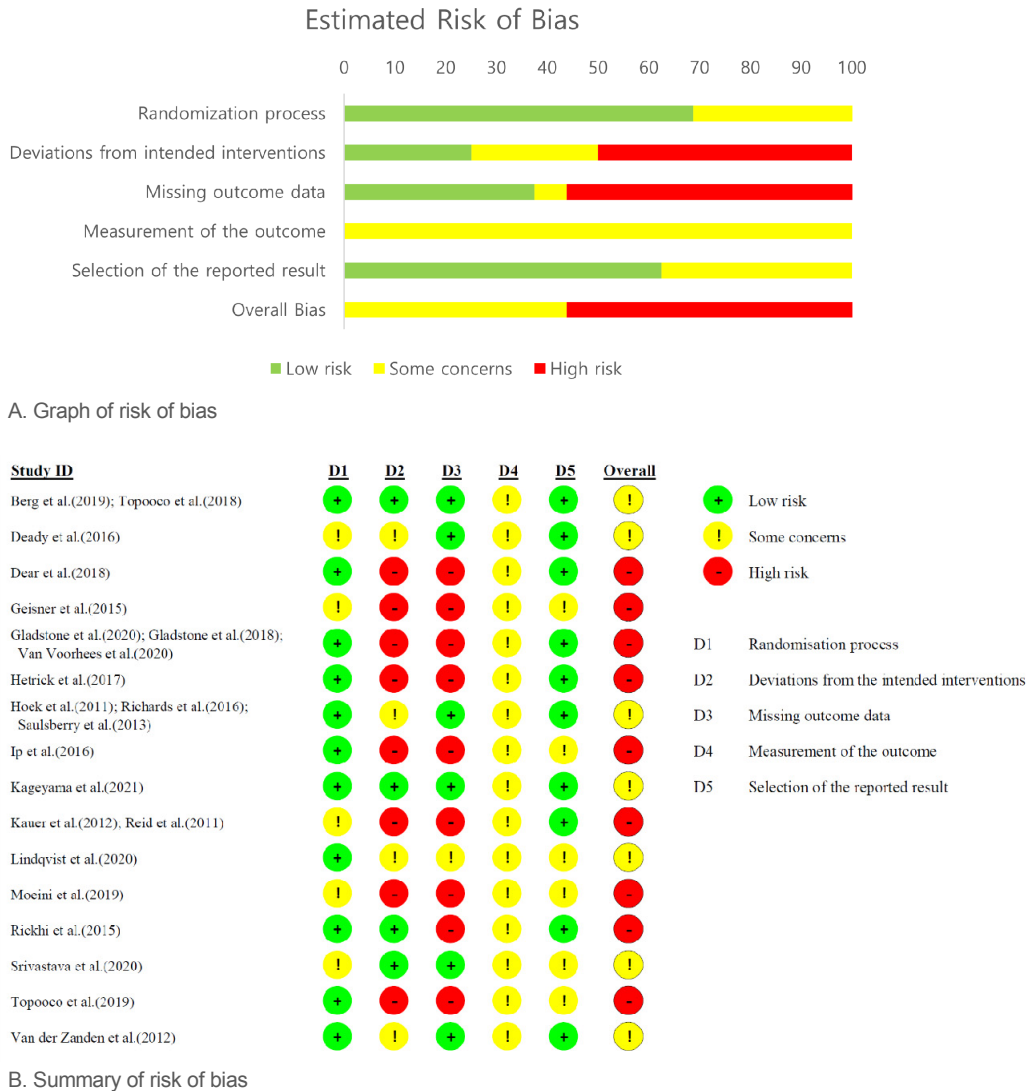 Estimated Risk of Bias
0 10 20 30 40 50 60 70 80 90 100
Randomization process
Deviations from intended interventions
Missing outcome data
Measurement of the outcome
Selection of the reported result
Overall Bias
Low risk Some concerns High risk
A. Graph of risk of bias
Study ID D1 D2 D3 D4 D5 Overall
Berg et al.(2019); Topooco et al.(2018) + + + ! + !
Low risk
Deady et al.(2016) ! ! + ! + !
Some concerns
Dear et al.(2018) + - - ! + -
High risk
Geisner et al.(2015) ! - - ! ! -
Gladstone et al.(2020); Gladstone et al.(2018);
Van Voorhees et al.(2020) + - - ! + -
D1 Randomisation process
Hetrick et al.(2017) + - - ! + -
D2 Deviations from the intended interventions
Hoek et al.(2011); Richards et al.(2016);
Saulsberry et al.(2013) + ! + ! + !
D3 Missing outcome data
Ip et al.(2016) + - - ! ! -
D4 Measurement of the outcome
Kageyama et al.(2021) + + + ! + !
D5 Selection of the reported result
Kauer et al.(2012), Reid et al.(2011) ! - - ! + -
Lindqvist et al.(2020) + ! ! ! ! !
Moeini et al.(2019) ! - - ! ! -
Rickhi et al.(2015) + + - ! + -
Srivastava et al.(2020) ! + + ! ! !
Topooco et al.(2019) + - - ! ! -
Van der Zanden et al.(2012) + ! + ! + !
B. Summary of risk of bias